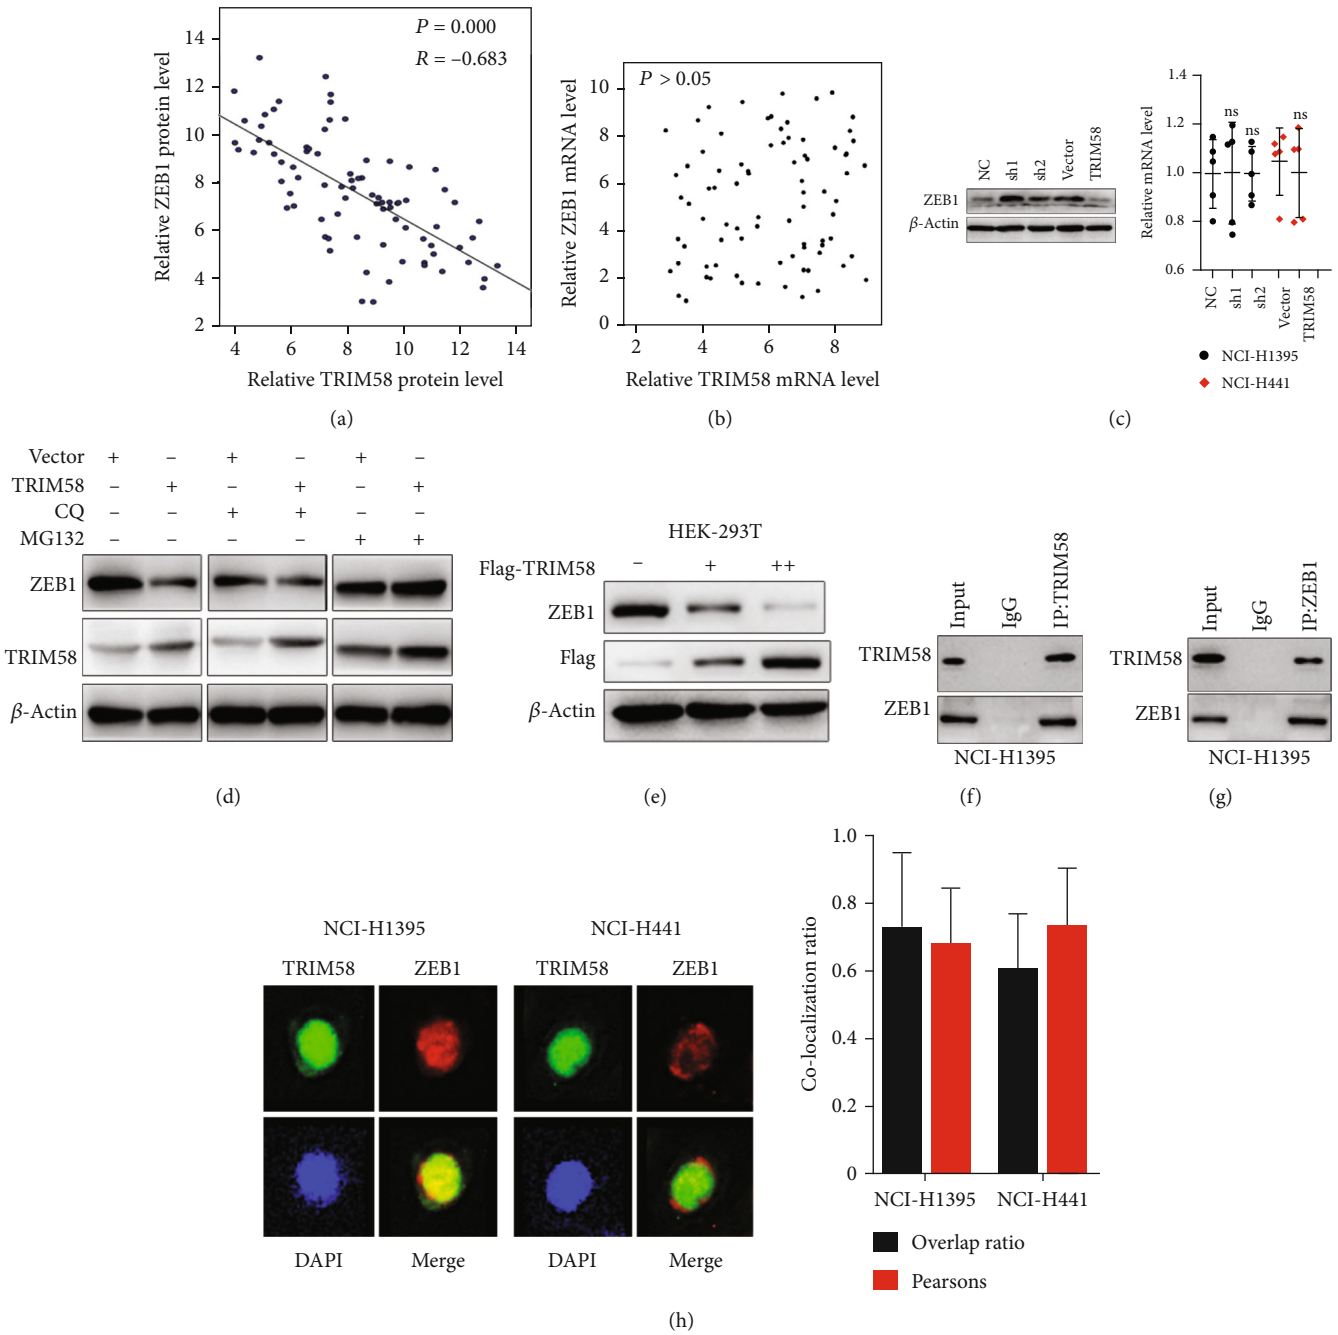 P = 0.000
R = –0.683
14
12
10
8
6
4
2
4 6 8 10 12 14
Relative ZEB1 protein level
Relative TRIM58 protein level
(a)
P > 0.05
10
8
6
4
2
0
2 4 6 8
Relative ZEB1 mRNA level
Relative TRIM58 mRNA level
(b)
NC sh1 sh2 Vector TRIM58
ZEB1
β-Actin
Relative mRNA level
1.4
1.2
1.0
0.8
0.6
ns ns ns
NC sh1 sh2 Vector TRIM58
NCI-H1395
NCI-H441
(c)
Vector + – + – + –
TRIM58 – + – + – +
CQ – – + + – –
MG132 – – – – + +
ZEB1
TRIM58
β-Actin
(d)
HEK-293T
Flag-TRIM58 – + ++
ZEB1
Flag
β-Actin
(e)
Input IgG IP:TRIM58
TRIM58
ZEB1
NCI-H1395
(f)
Input IgG IP:ZEB1
TRIM58
ZEB1
NCI-H1395
(g)
NCI-H1395 NCI-H441
TRIM58 ZEB1 TRIM58 ZEB1
DAPI Merge DAPI Merge
Co-localization ratio
1.0
0.8
0.6
0.4
0.2
0
NCI-H1395 NCI-H441
Overlap ratio
Pearsons
(h)